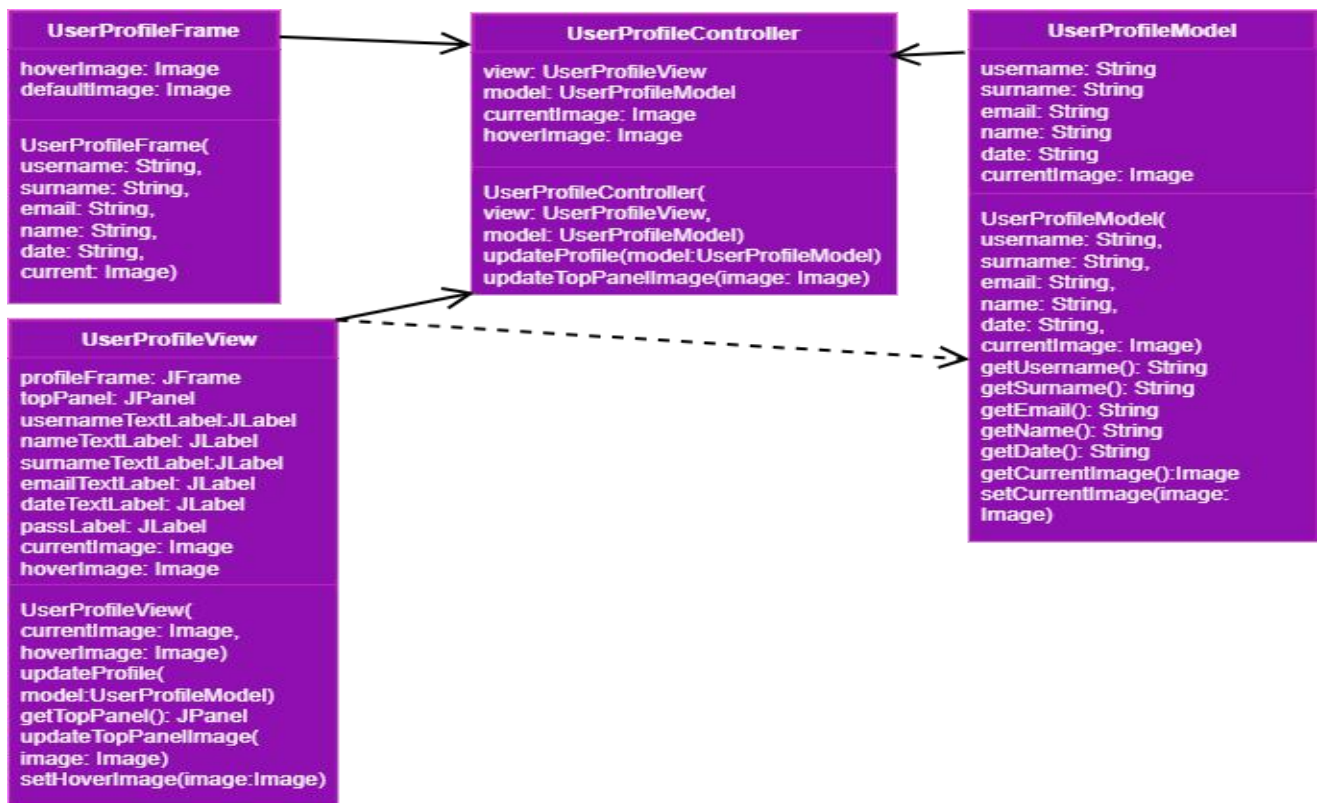 UserProfileFrame
hoverImage: Image
defaultImage: Image
UserProfileFrame(
username: String,
surname: String,
email: String,
name: String,
date: String,
current: Image)
UserProfileController
view: UserProfileView
model: UserProfileModel
currentImage: Image
hoverImage: Image
UserProfileController(
view: UserProfileView,
model: UserProfileModel)
updateProfile(model:UserProfileModel)
updateTopPanelImage(image: Image)
UserProfileModel
username: String
surname: String
email: String
name: String
date: String
currentImage: Image
UserProfileModel(
username: String,
surname: String,
email: String,
name: String,
date: String,
currentImage: Image)
getUsername(): String
getSurname(): String
getEmail(): String
getName(): String
getDate(): String
getCurrentImage():Image
setCurrentImage(image:
Image)
UserProfileView
profileFrame: JFrame
topPanel: JPanel
usernameTextLabel:JLabel
nameTextLabel: JLabel
surnameTextLabel:JLabel
emailTextLabel: JLabel
dateTextLabel: JLabel
passLabel: JLabel
currentImage: Image
hoverImage: Image
UserProfileView(
currentImage: Image,
hoverImage: Image)
updateProfile(
model:UserProfileModel)
getTopPanel(): JPanel
updateTopPanelImage(
image: Image)
setHoverImage(image:Image)